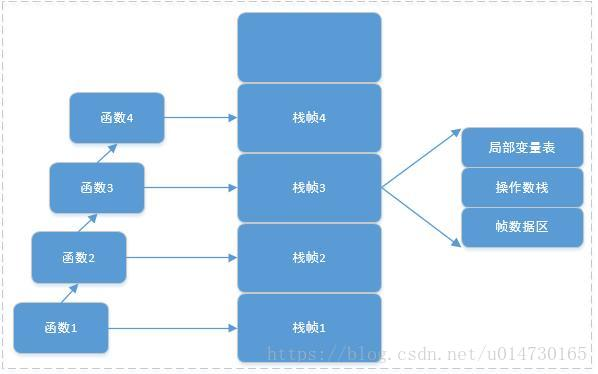 函数4
栈帧4
函数3
栈帧3
局部变量表
操作数栈
帧数据区
函数2
栈帧2
函数1
栈帧1
https://blog.csdn.net/u014730165